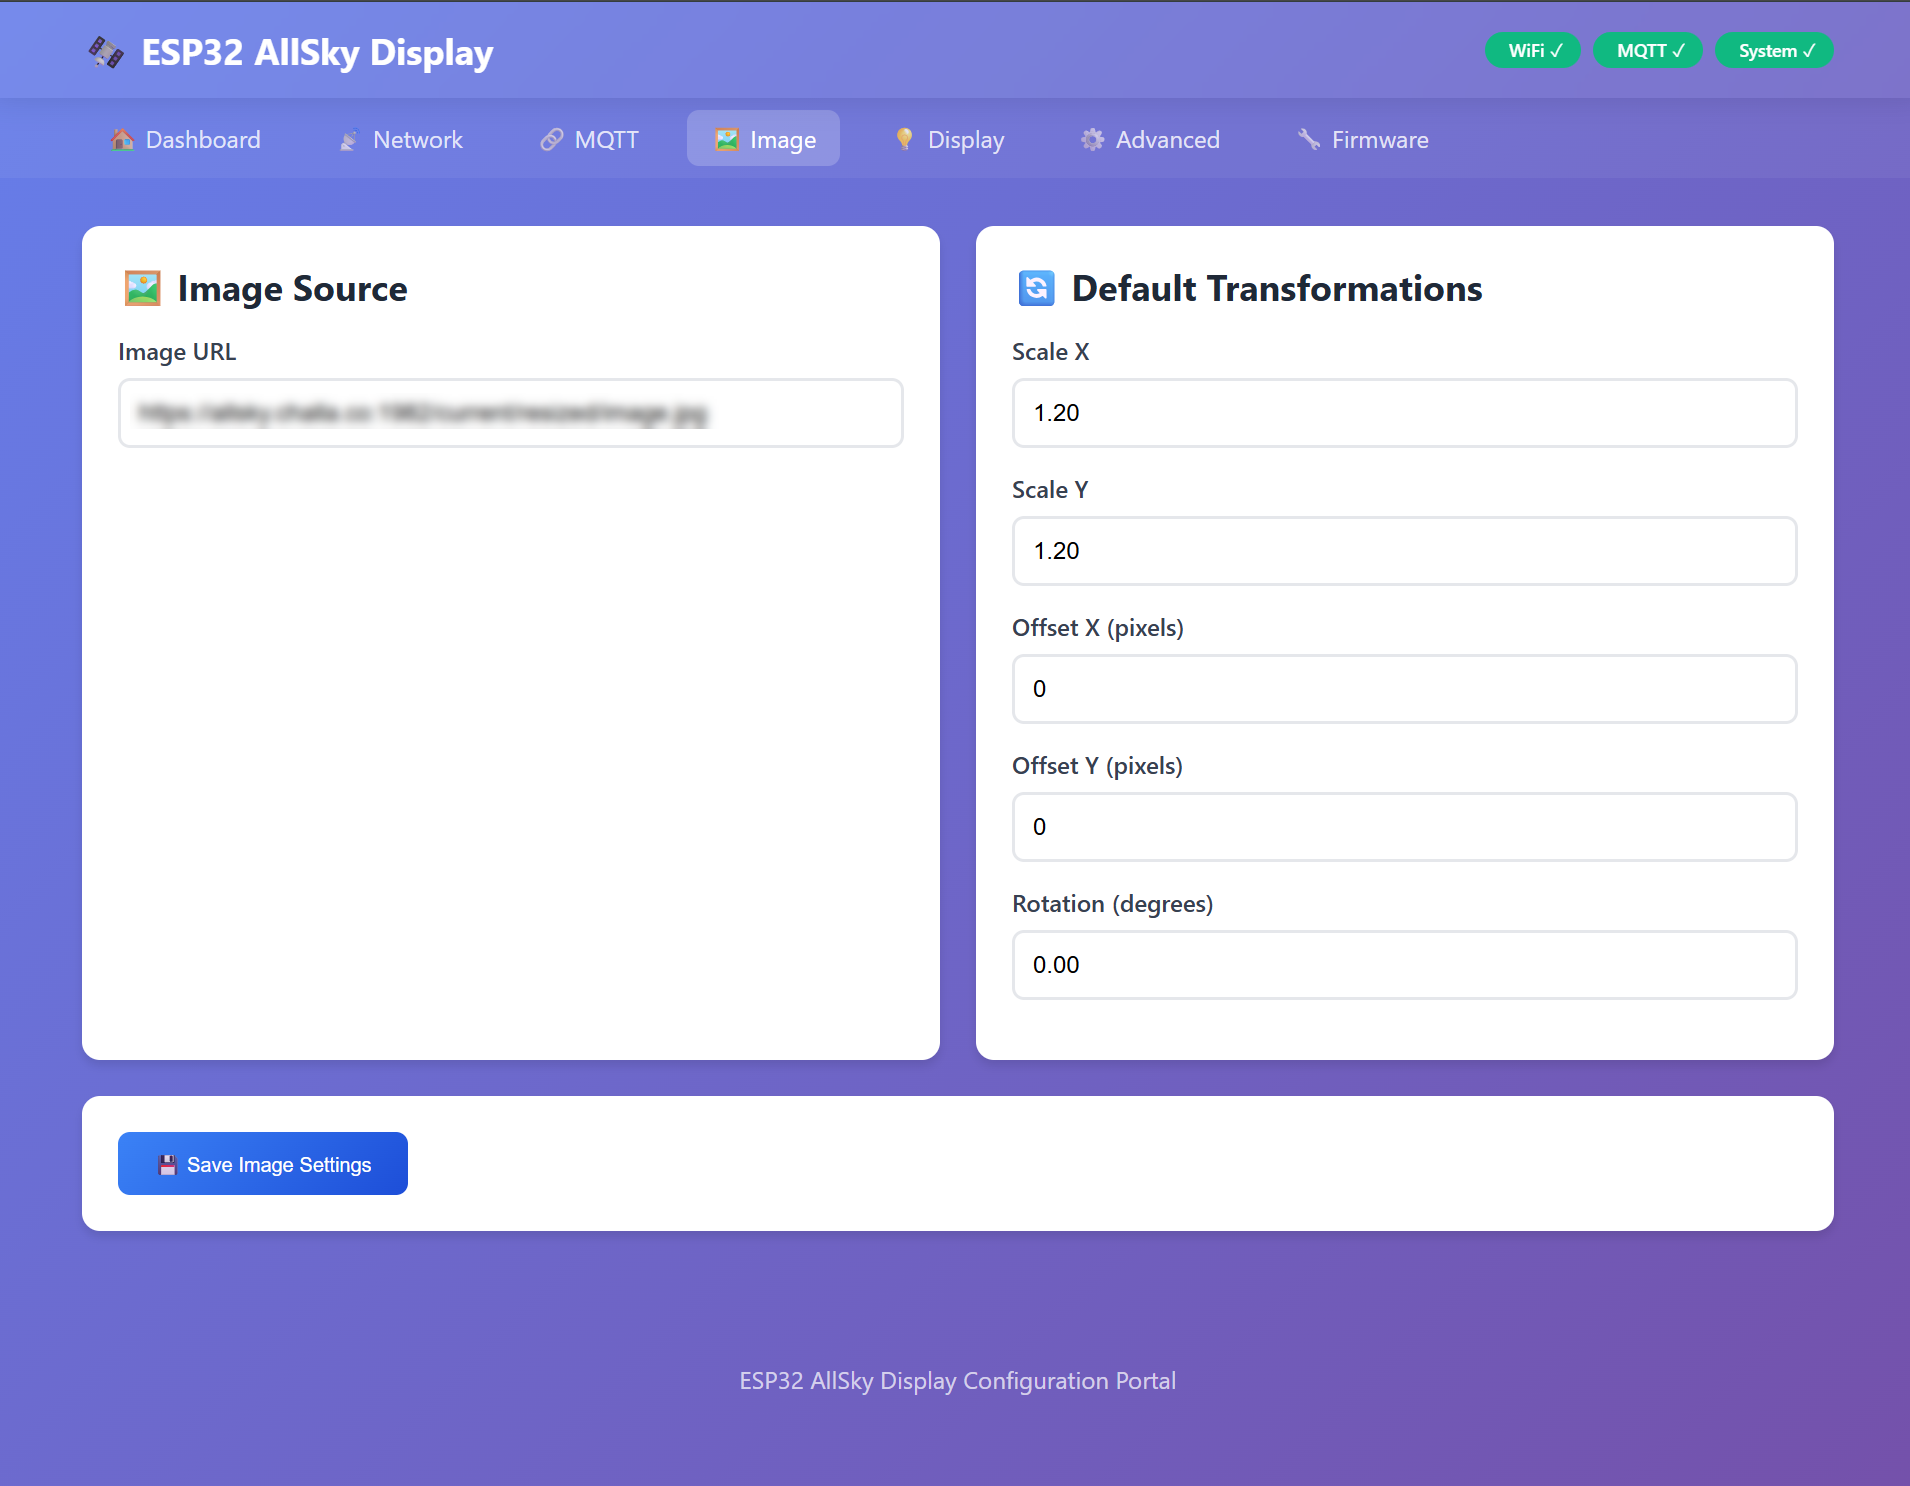 ESP32 AllSky Display
WiFi ✓
MQTT ✓
System ✓
Dashboard
Network
MQTT
Image
Display
Advanced
Firmware
Image Source
Image URL
Default Transformations
Scale X
1.20
Scale Y
1.20
Offset X (pixels)
0
Offset Y (pixels)
0
Rotation (degrees)
0.00
Save Image Settings
ESP32 AllSky Display Configuration Portal